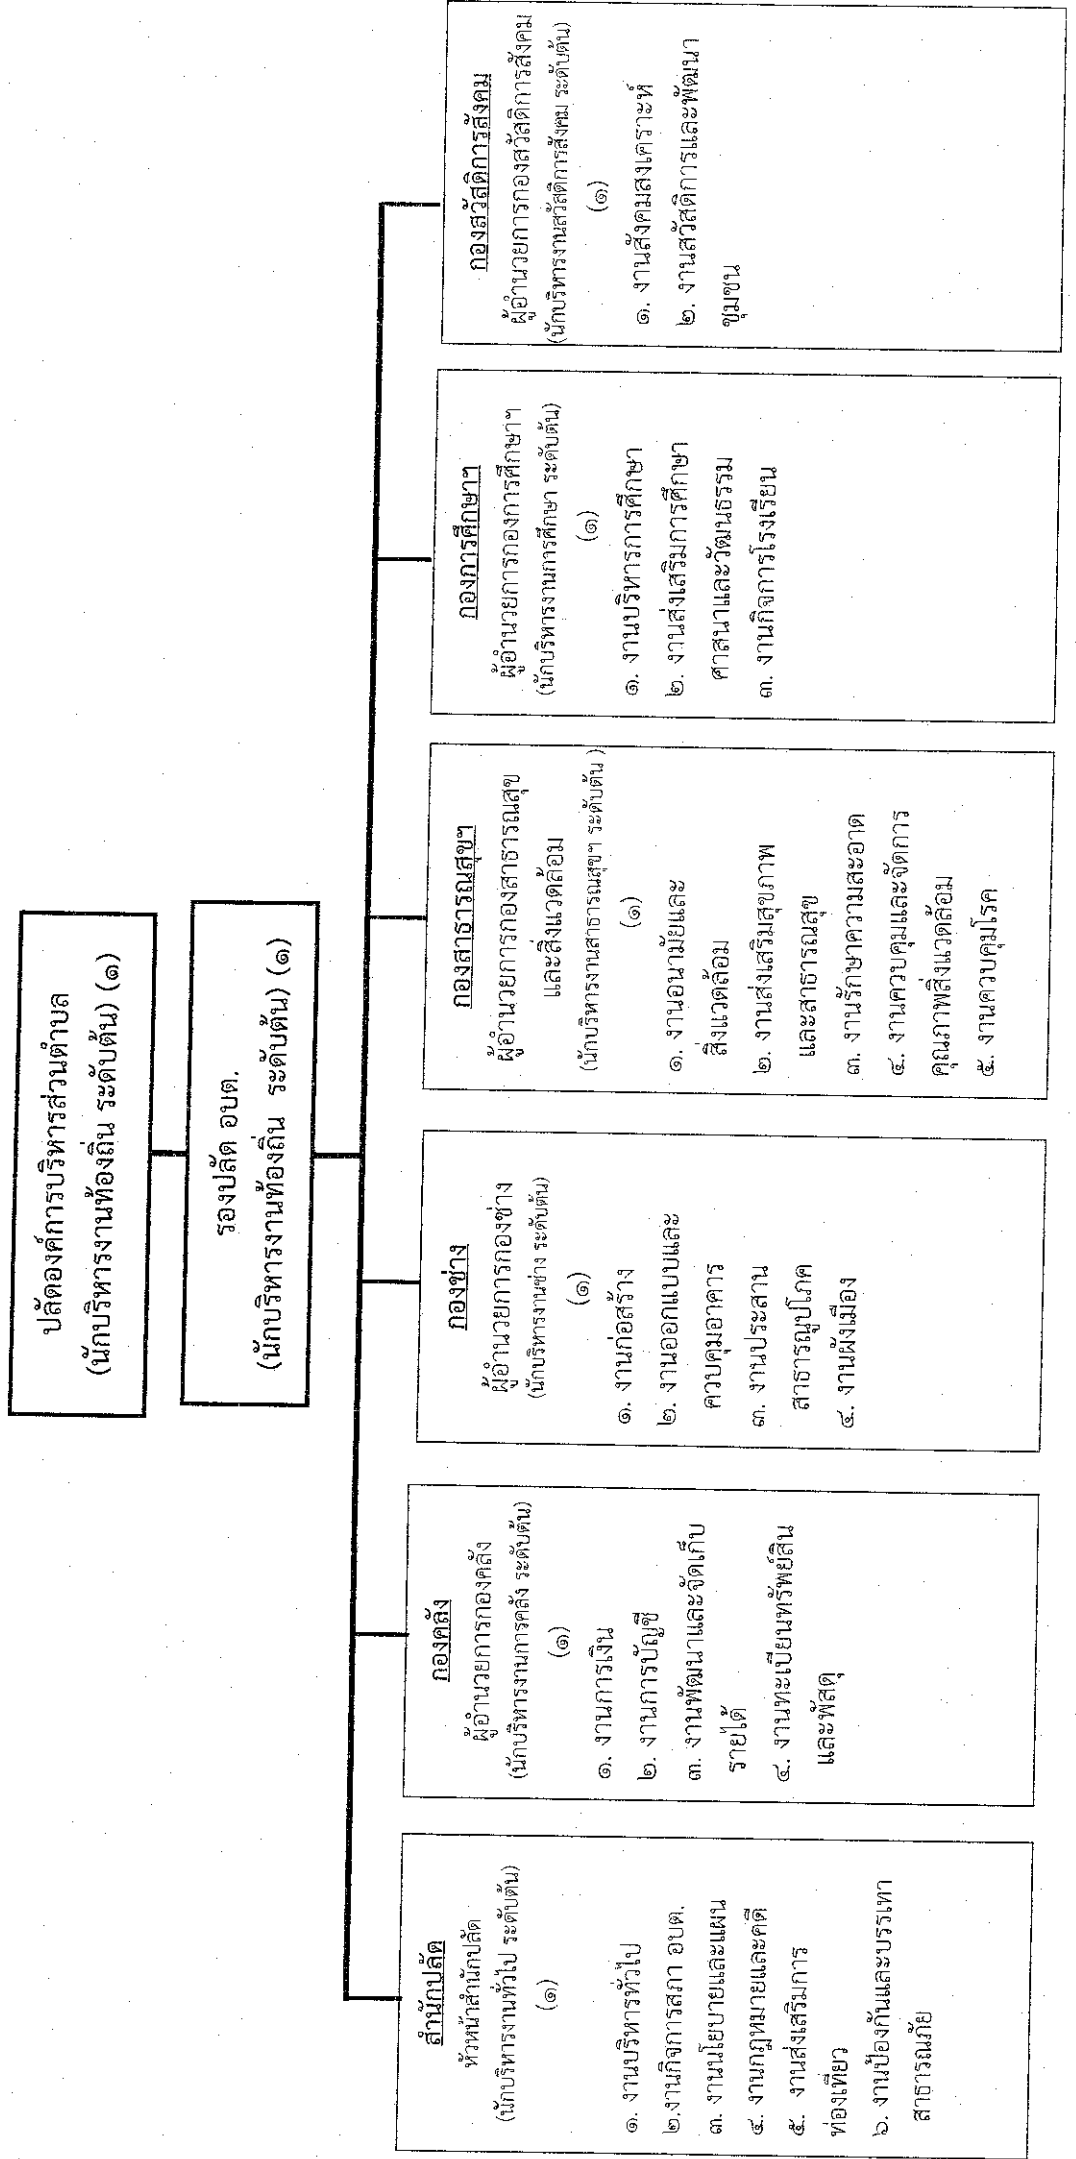 ปลัดองค์การบริหารส่วนตำบล
(นักบริหารงานท้องถิ่น ระดับต้น) (๑)
รองปลัด อบต.
(นักบริหารงานท้องถิ่น ระดับต้น) (๑)
สำนักปลัด
หัวหน้าสำนักปลัด
(นักบริหารงานทั่วไป ระดับต้น)
(๑)
๑. งานบริหารทั่วไป
๒.งานกิจการสภา อบต.
๓. งานนโยบายและแผน
๔. งานกฎหมายและคดี
๕. งานส่งเสริมการ
ท่องเที่ยว
๖. งานป้องกันและบรรเทา
สาธารณภัย
กองคลัง
ผู้อำนวยการกองคลัง
(นักบริหารงานการคลัง ระดับต้น)
(๑)
๑. งานการเงิน
๒. งานการบัญชี
๓. งานพัฒนาและจัดเก็บ
รายได้
๔. งานทะเบียนทรัพย์สิน
และพัสดุ
กองช่าง
ผู้อำนวยการกองช่าง
(นักบริหารงานช่าง ระดับต้น)
(๑)
๑. งานก่อสร้าง
๒. งานออกแบบและ
ควบคุมอาคาร
๓. งานประสาน
สาธารณูปโภค
๔. งานผังเมือง
กองสาธารณสุขฯ
ผู้อำนวยการกองสาธารณสุข
และสิ่งแวดล้อม
(นักบริหารงานสาธารณสุขฯ ระดับต้น )
(๑)
๑. งานอนามัยและ
สิ่งแวดล้อม
๒. งานส่งเสริมสุขภาพ
และสาธารณสุข
๓. งานรักษาความสะอาด
๔. งานควบคุมและจัดการ
คุณภาพสิ่งแวดล้อม
๕. งานควบคุมโรค
กองการศึกษาฯ
ผู้อำนวยการกองการศึกษาฯ
(นักบริหารงานการศึกษา ระดับต้น)
(๑)
๑. งานบริหารการศึกษา
๒. งานส่งเสริมการศึกษา
ศาสนาและวัฒนธรรม
๓. งานกิจการโรงเรียน
กองสวัสดิการสังคม
ผู้อำนวยการกองสวัสดิการสังคม
(นักบริหารงานสวัสดิการสังคม ระดับต้น)
(๑)
๑. งานสังคมสงเคราะห์
๒. งานสวัสดิการและพัฒนา
ชุมชน